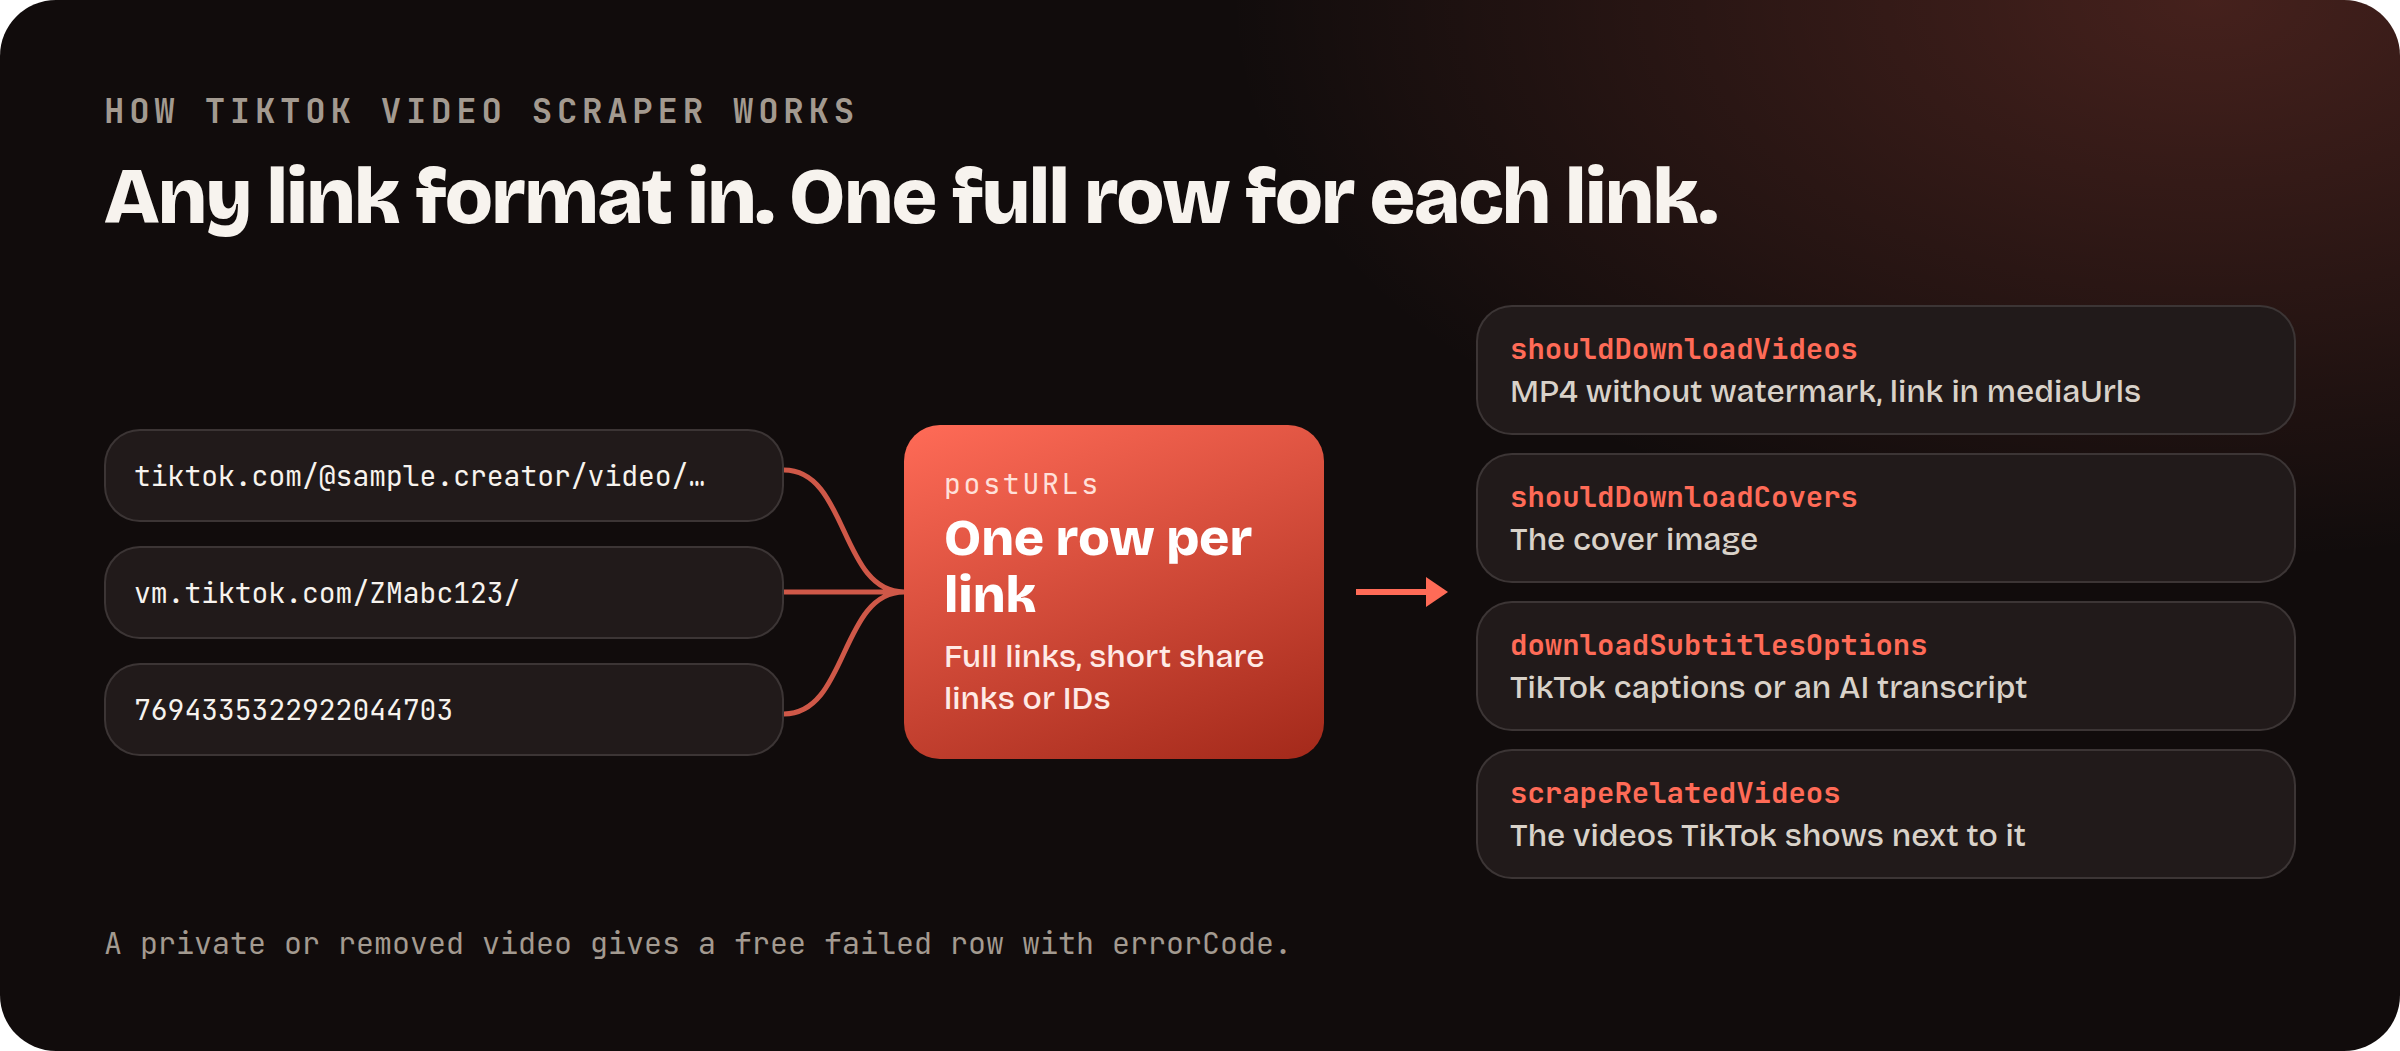 HOW TIKTOK VIDEO SCRAPER WORKS
Any link format in. One full row for each link.
tiktok.com/@sample.creator/video/…
vm.tiktok.com/ZMabc123/
7694335322922044703
postURLs
One row per
link
Full links, short share
links or IDs
shouldDownloadVideos
MP4 without watermark, link in mediaUrls
shouldDownloadCovers
The cover image
downloadSubtitlesOptions
TikTok captions or an AI transcript
scrapeRelatedVideos
The videos TikTok shows next to it
A private or removed video gives a free failed row with errorCode.